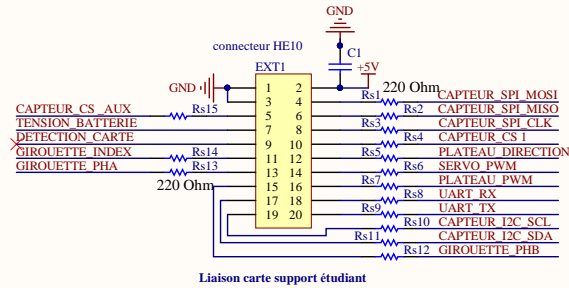 GND
connecteur HE10
C1
+5V
EXT1
220 Ohm
GND
1 2
Rs1 CAPTEUR_SPI_MOSI
3 4
CAPTEUR_CS _AUX Rs15
5 6
Rs2 CAPTEUR_SPI_MISO
TENSION_BATTERIE
7 8
Rs3 CAPTEUR_SPI_CLK
DETECTION_CARTE
9 10
Rs4 CAPTEUR_CS 1
GIROUETTE_INDEX Rs14
11 12
Rs5 PLATEAU_DIRECTION
GIROUETTE_PHA Rs13
13 14
Rs6 SERVO_PWM
220 Ohm
15 16
Rs7 PLATEAU_PWM
17 18
Rs8 UART_RX
19 20
Rs9 UART_TX
Rs10 CAPTEUR_I2C_SCL
Rs11 CAPTEUR_I2C_SDA
Rs12 GIROUETTE_PHB
Liaison carte support étudiant